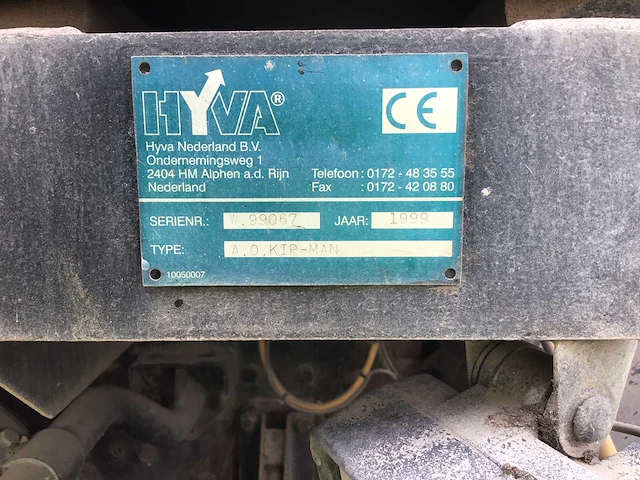 HYVA®
CE
Hyva Nederland B.V.
Ondernemingsweg 1
2404 HM Alphen a.d. Rijn Telefoon : 0172 - 48 35 55
Nederland Fax : 0172 - 42 08 80
SERIENR.: W.99067 JAAR: 1999
TYPE: A.O.KIP-MAN
10050007